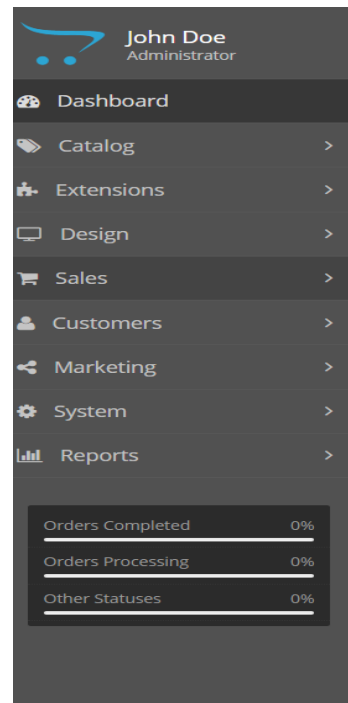 John Doe
Administrator
Dashboard
Catalog
Extensions
Design
Sales
Customers
Marketing
System
Reports
Orders Completed 0%
Orders Processing 0%
Other Statuses 0%